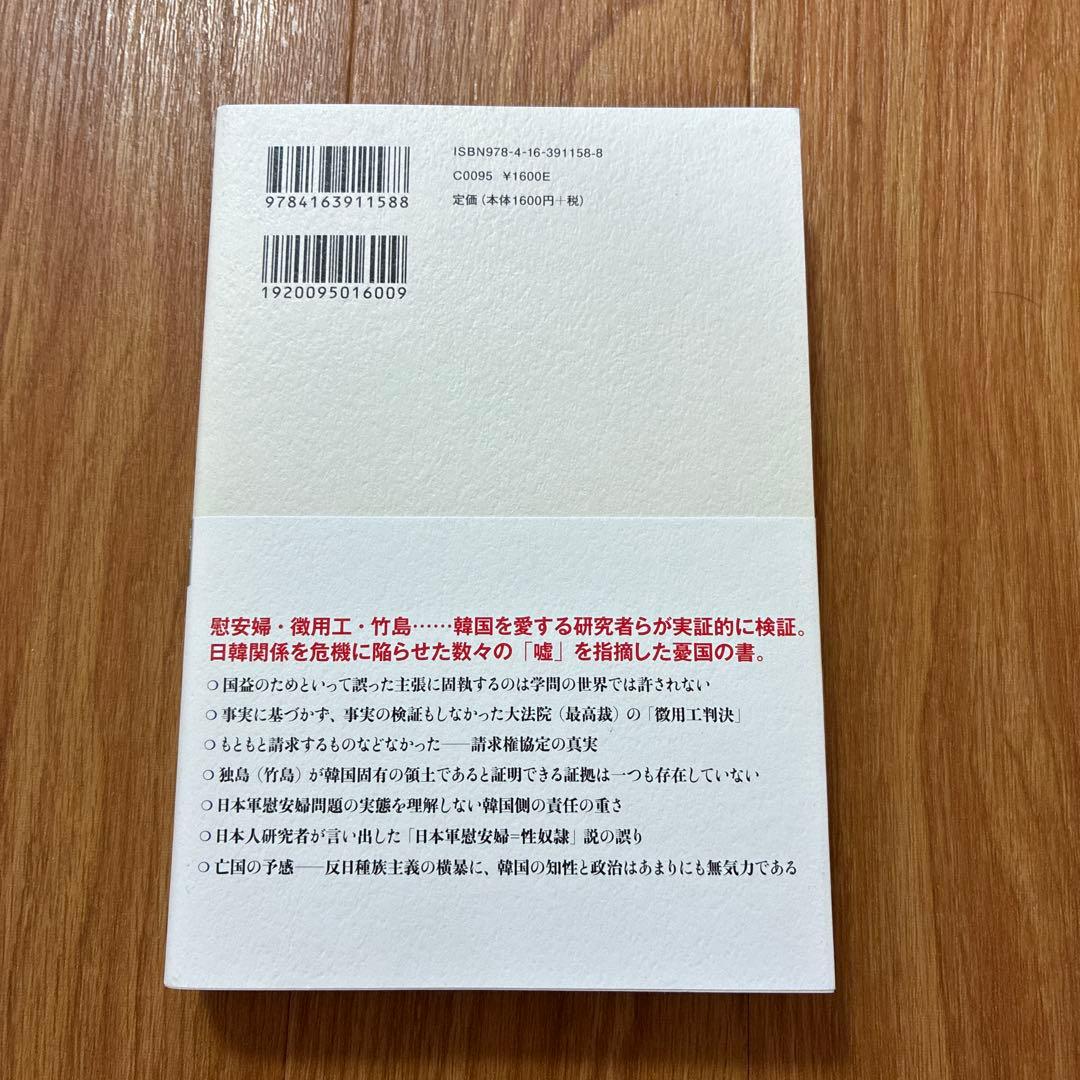 ISBN978-4-16-391158-8
C0095 ¥1600E
定価（本体1600円＋税）
9784163911588
1920095016009
慰安婦・徴用工・竹島……韓国を愛する研究者らが実証的に検証。
日韓関係を危機に陥らせた数々の「嘘」を指摘した憂国の書。
❍ 国益のためといって誤った主張に固執するのは学問の世界では許されない
❍ 事実に基づかず、事実の検証もしなかった大法院（最高裁）の「徴用工判決」
❍ もともと請求するものなどなかった──請求権協定の真実
❍ 独島（竹島）が韓国固有の領土であると証明できる証拠は一つも存在していない
❍ 日本軍慰安婦問題の実態を理解しない韓国側の責任の重さ
❍ 日本人研究者が言い出した「日本軍慰安婦=性奴隷」説の誤り
❍ 亡国の予感──反日種族主義の横暴に、韓国の知性と政治はあまりにも無気力である